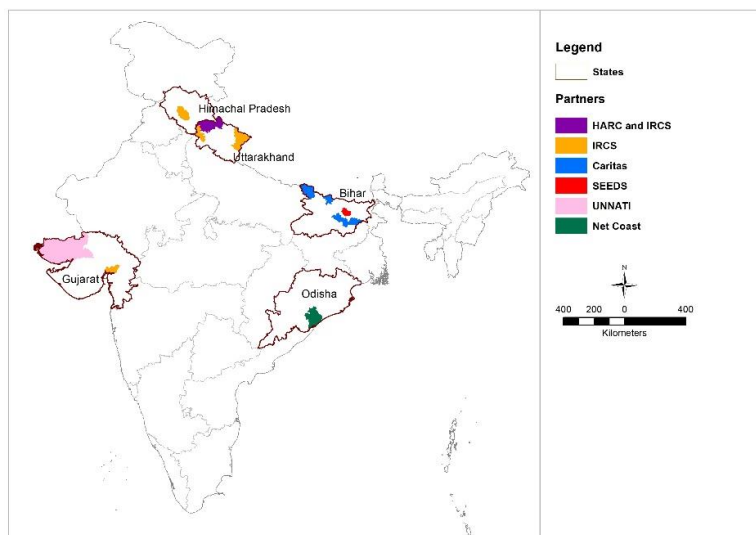 Himachal Pradesh
Uttarakhand
Bihar
Gujarat
Odisha
Legend
States
Partners
HARC and IRCS
IRCS
Caritas
SEEDS
UNNATI
Net Coast
N
400 200 0 400
Kilometers